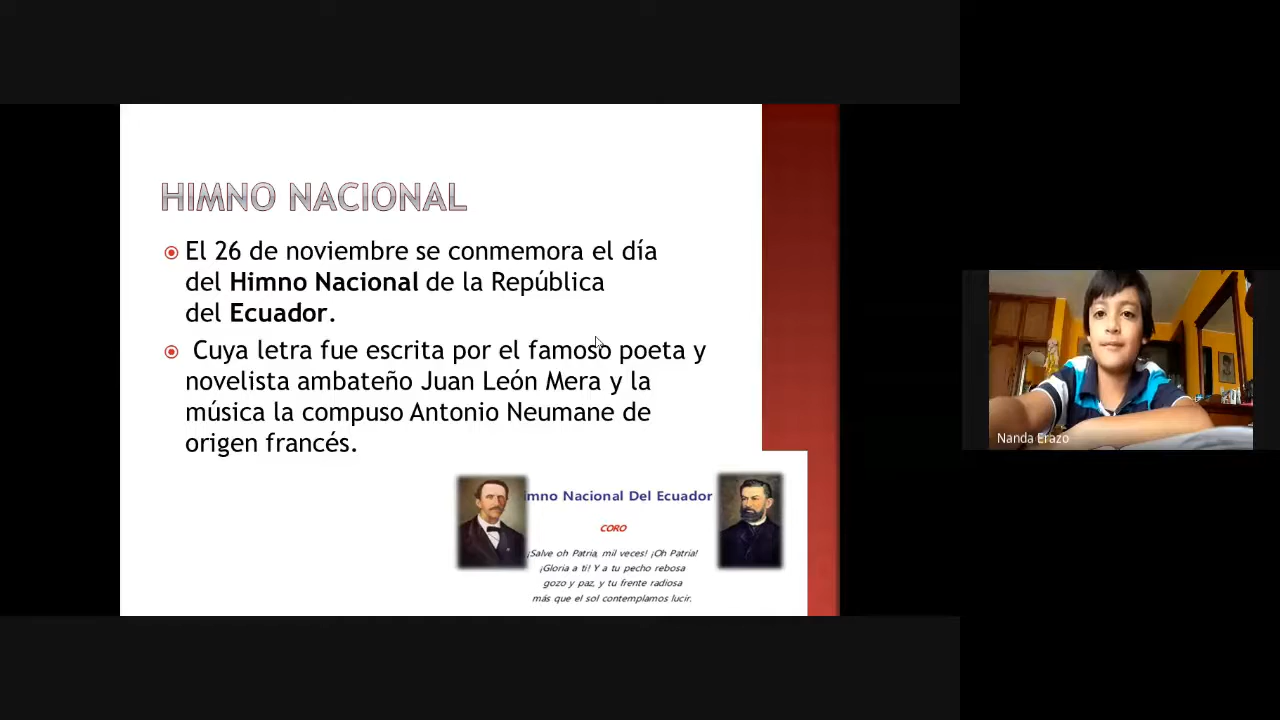 HIMNO NACIONAL
El 26 de noviembre se conmemora el día
del Himno Nacional de la República
del Ecuador.
Cuya letra fue escrita por el famoso poeta y
novelista ambateño Juan León Mera y la
música la compuso Antonio Neumane de
origen francés.
mno Nacional Del Ecuador
CORO
¡Salve oh Patria, mil veces! ¡Oh Patria!
¡Gloria a ti! Y a tu pecho rebosa
gozo y paz, y tu frente radiosa
más que el sol contemplamos lucir.
Nanda Erazo